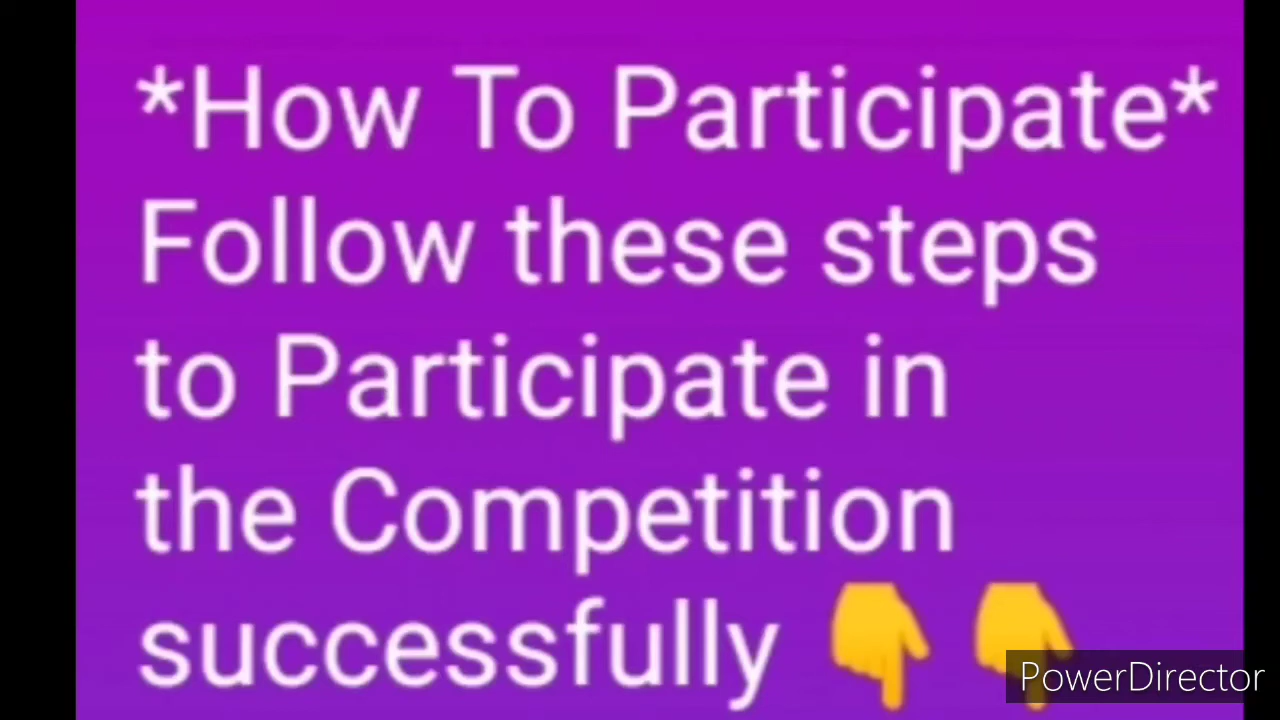 *How To Participate*
Follow these steps
to Participate in
the Competition
successfully 👇👇
PowerDirector